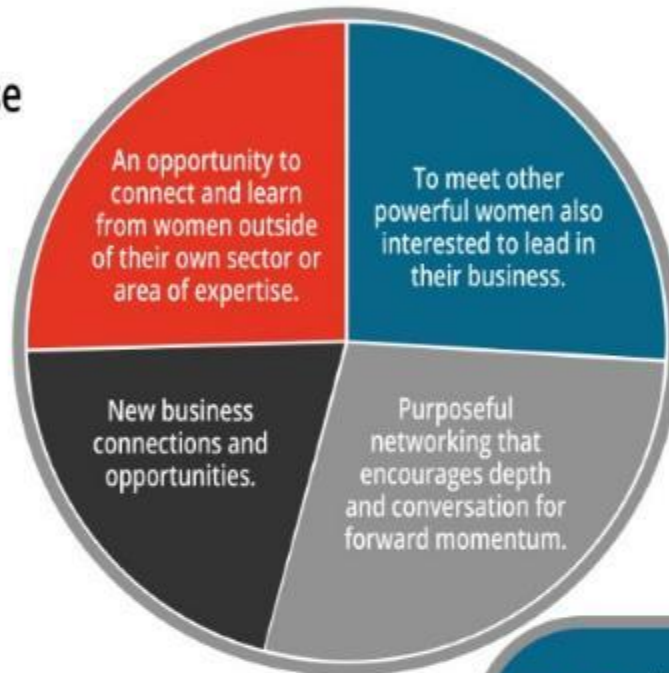 An opportunity to
connect and learn
from women outside
of their own sector or
area of expertise.
To meet other
powerful women also
interested to lead in
their business.
New business
connections and
opportunities.
Purposeful
networking that
encourages depth
and conversation for
forward momentum.